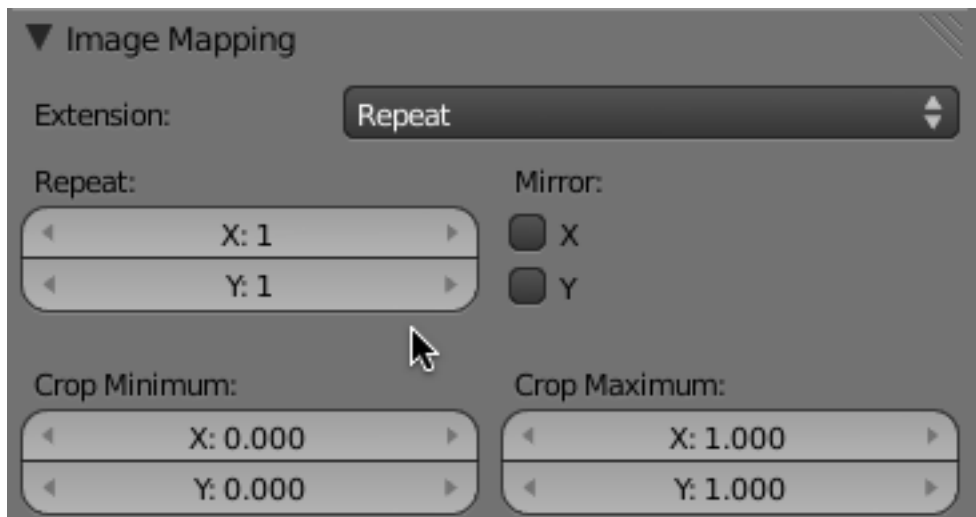 Image Mapping
Extension: Repeat
Repeat: Mirror:
X: 1 X
Y: 1 Y
Crop Minimum: Crop Maximum:
X: 0.000 X: 1.000
Y: 0.000 Y: 1.000